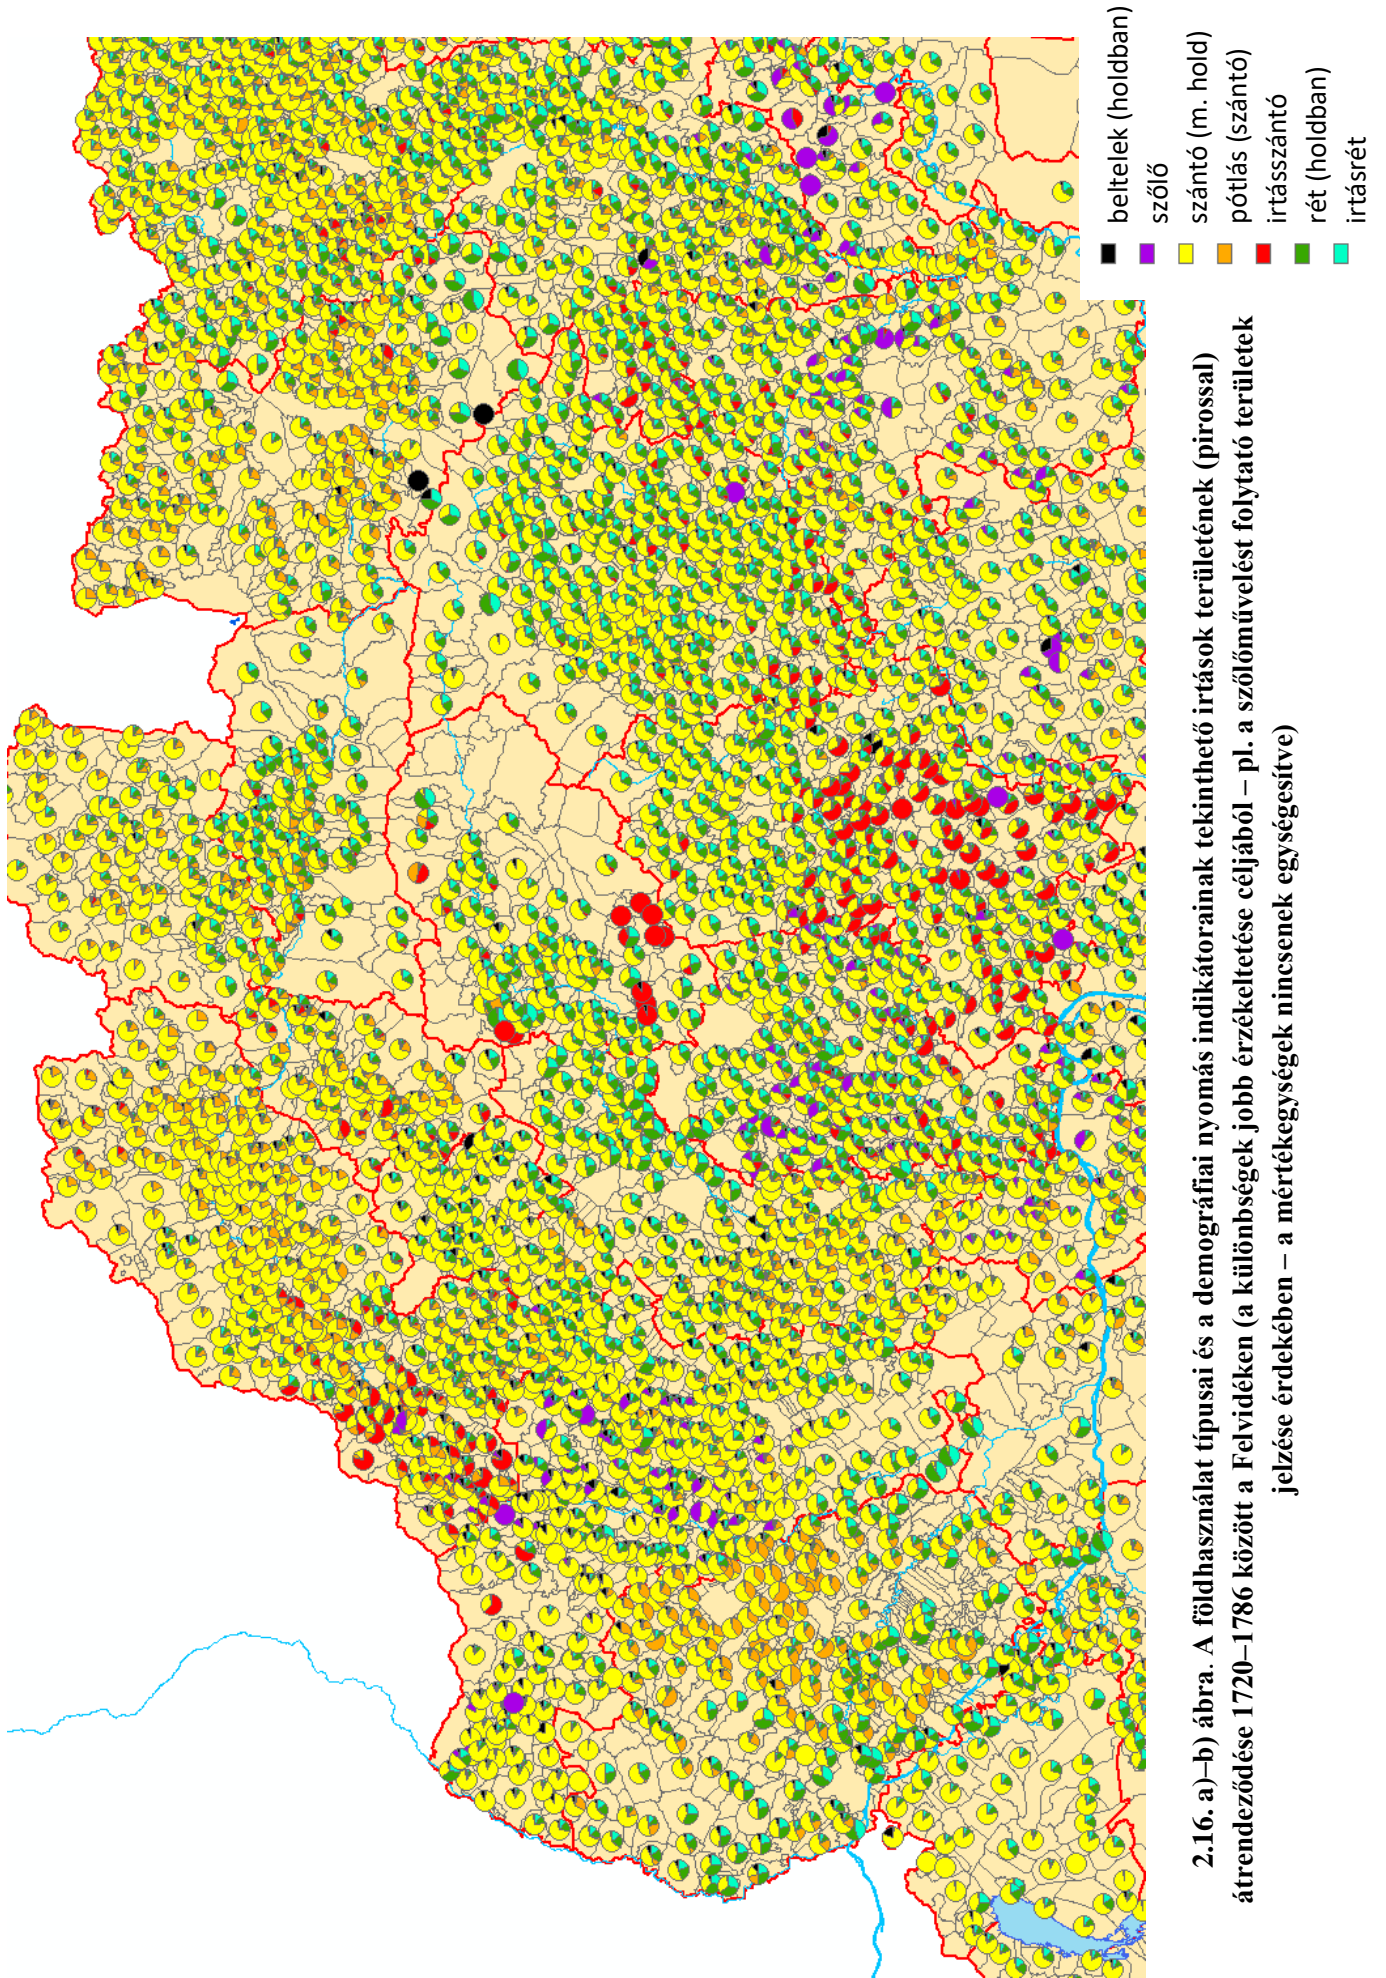 beltelek (holdban)
szőlő
szántó (m. hold)
pótlás (szántó)
irtásszántó
rét (holdban)
irtásrét
2.16. a)–b) ábra. A földhasználat típusai és a demográfiai nyomás indikátorainak tekinthető irtások területének (pirossal)
átrendeződése 1720–1786 között a Felvidéken (a különbségek jobb érzékeltetése céljából – pl. a szőlőművelést folytató területek
jelzése érdekében – a mértékegységek nincsenek egységesítve)